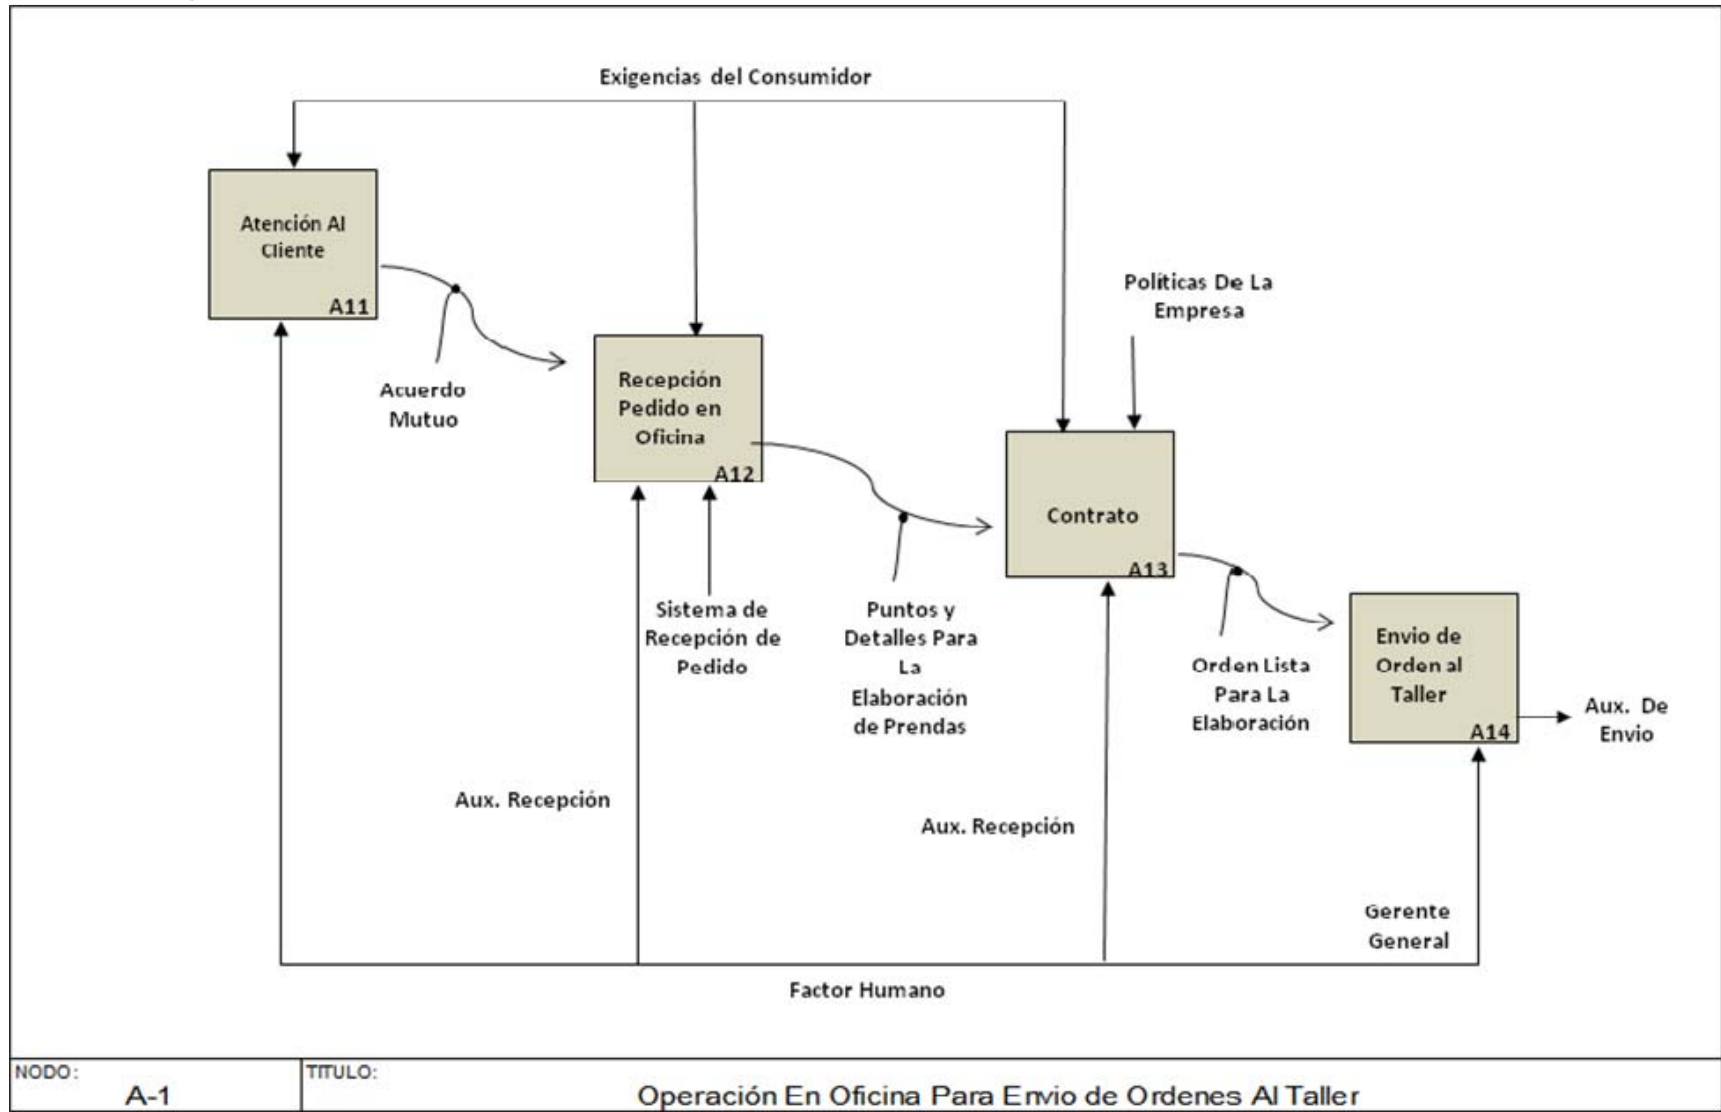 Exigencias del Consumidor
Atención Al
Cliente
A11
Políticas De La
Empresa
Acuerdo
Mutuo
Recepción
Pedido en
Oficina
A12
Contrato
A13
Sistema de
Recepción de
Pedido
Puntos y
Detalles Para
La
Elaboración
de Prendas
Orden Lista
Para La
Elaboración
Envio de
Orden al
Taller
A14
Aux. De
Envio
Aux. Recepción
Aux. Recepción
Gerente
General
Factor Humano
NODO:
A-1
TITULO:
Operación En Oficina Para Envio de Ordenes Al Taller